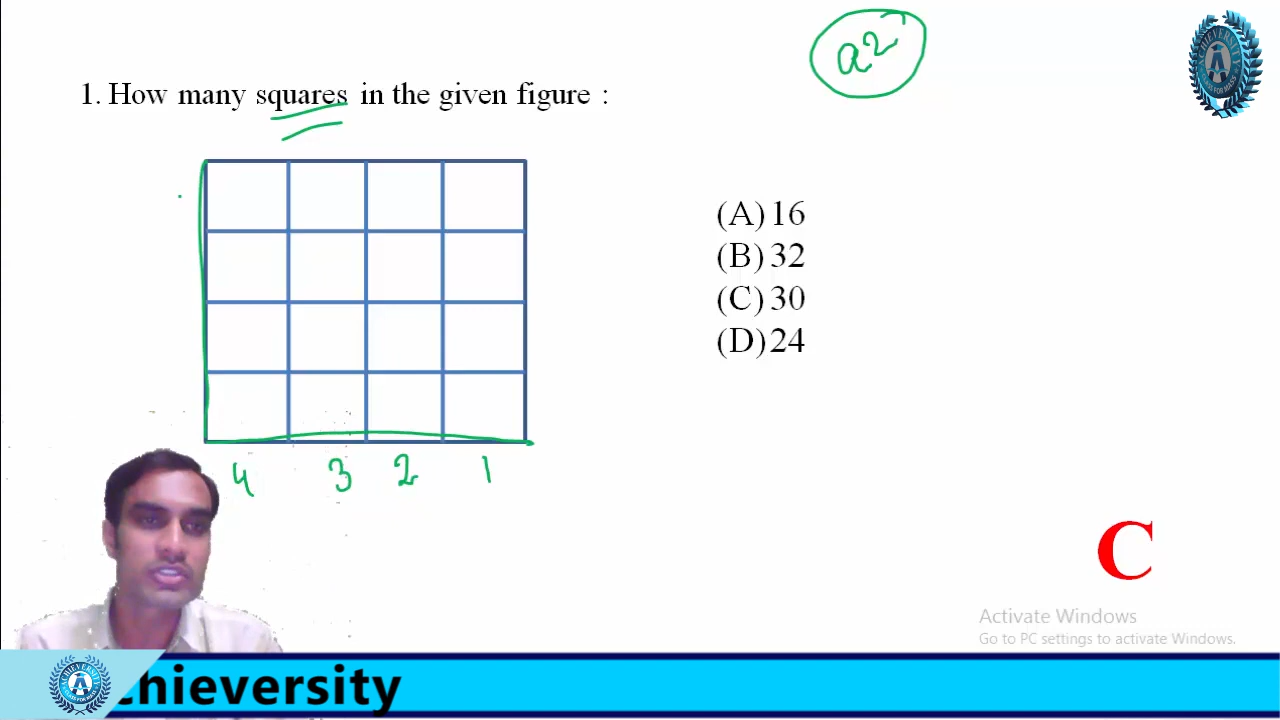 a2
1. How many squares in the given figure :
(A) 16
(B) 32
(C) 30
(D) 24
4 3 2 1
C
Activate Windows
Go to PC settings to activate Windows.
chieversity
ACHIEVERSITY
A